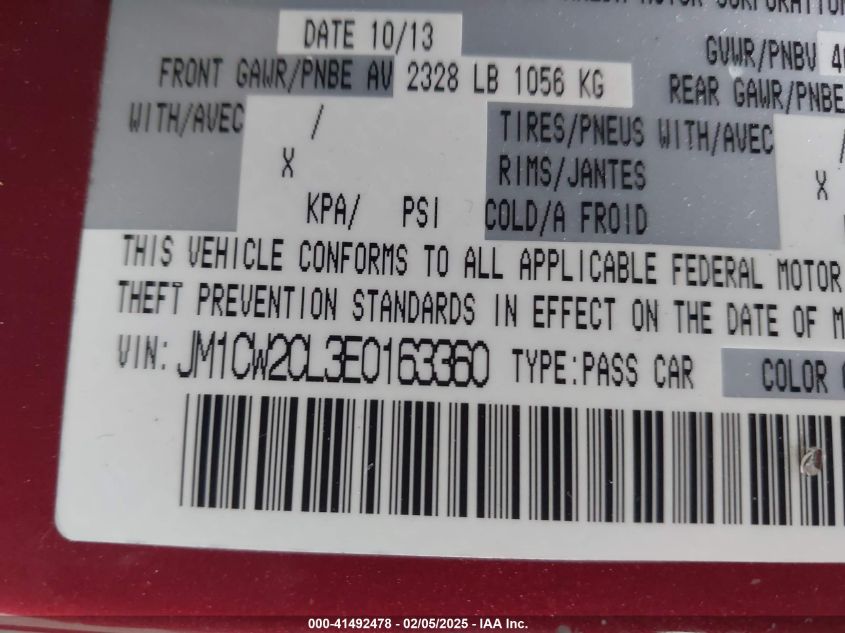 MOTOR CORPORATION
DATE 10/13 GVWR/PNBV
FRONT GAWR/PNBE AV 2328 LB 1056 KG REAR GAWR/PNBE
WITH/AVEC / TIRES/PNEUS WITH/AVEC /
X RIMS/JANTES X
KPA/ PSI COLD/A FROID
THIS VEHICLE CONFORMS TO ALL APPLICABLE FEDERAL MOTOR
THEFT PREVENTION STANDARDS IN EFFECT ON THE DATE OF M
VIN: JM1CW2CL3E0163360 TYPE:PASS CAR COLOR
000-41492478 - 02/05/2025 - IAA Inc.